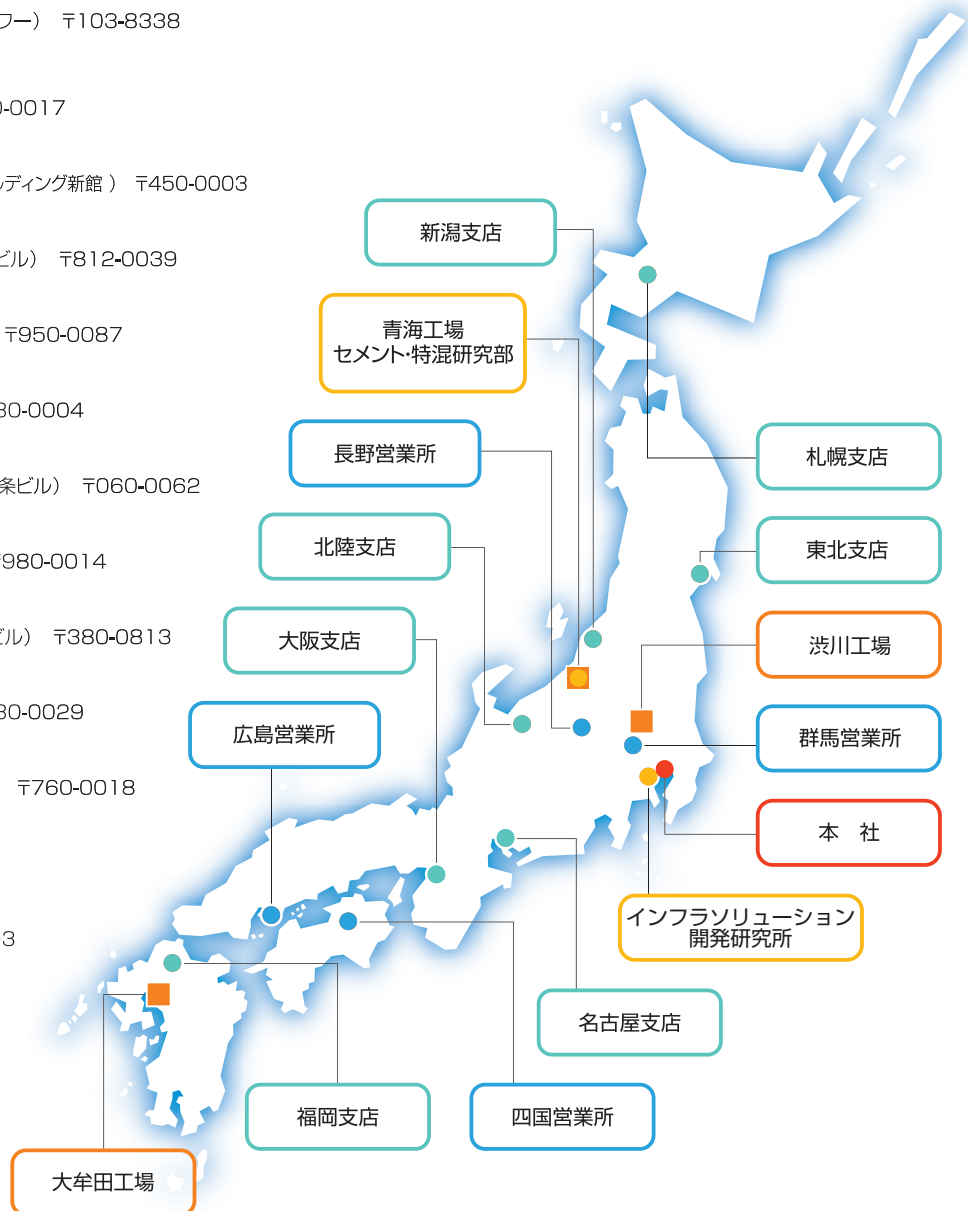 フー） 〒103-8338
0-0017
ルディング新館 ） 〒450-0003
ビル） 〒812-0039
〒950-0087
30-0004
条ビル） 〒060-0062
〒980-0014
ビル） 〒380-0813
30-0029
〒760-0018
03
新潟支店
青海工場
セメント・特混研究部
長野営業所
北陸支店
大阪支店
広島営業所
札幌支店
東北支店
渋川工場
群馬営業所
本　社
インフラソリューション
開発研究所
名古屋支店
福岡支店
四国営業所
大牟田工場